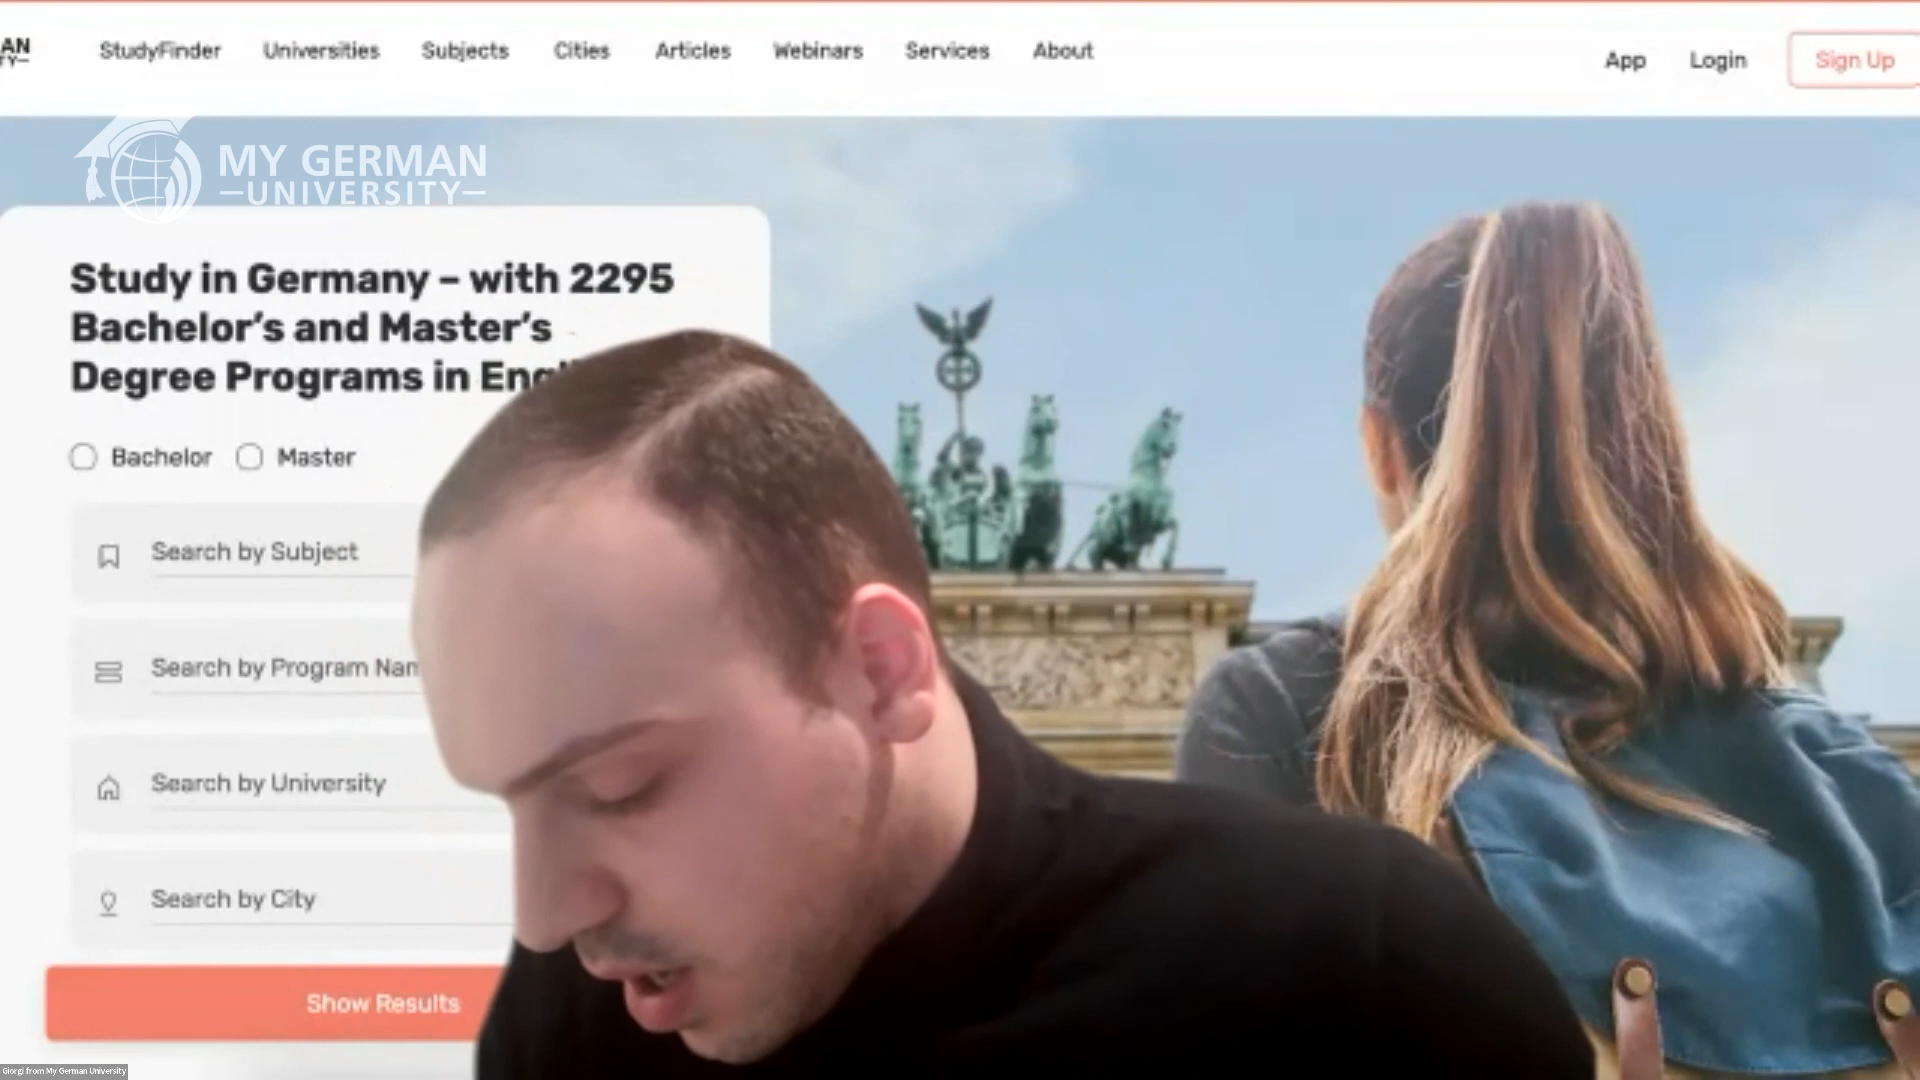 AN
StudyFinder Universities Subjects Cities Articles Webinars Services About
App Login Sign Up
MY GERMAN
UNIVERSITY
Study in Germany – with 2295
Bachelor's and Master's
Degree Programs in
Bachelor Master
Search by Subject
Search by Program
Search by University
Search by City
Show Results
Giorgi from My German University